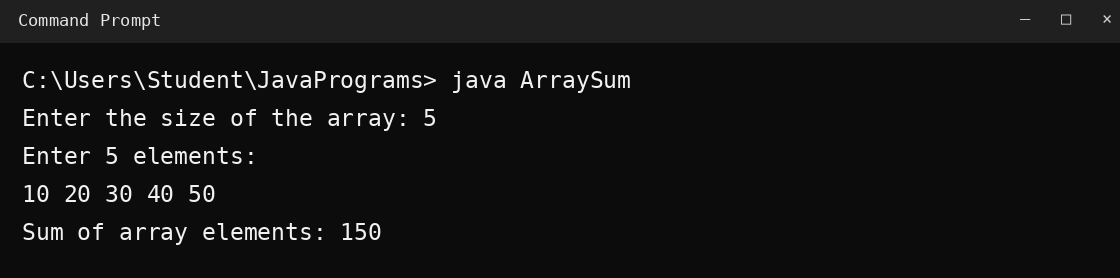 Command Prompt
C:\Users\Student\JavaPrograms> java ArraySum
Enter the size of the array: 5
Enter 5 elements:
10 20 30 40 50
Sum of array elements: 150